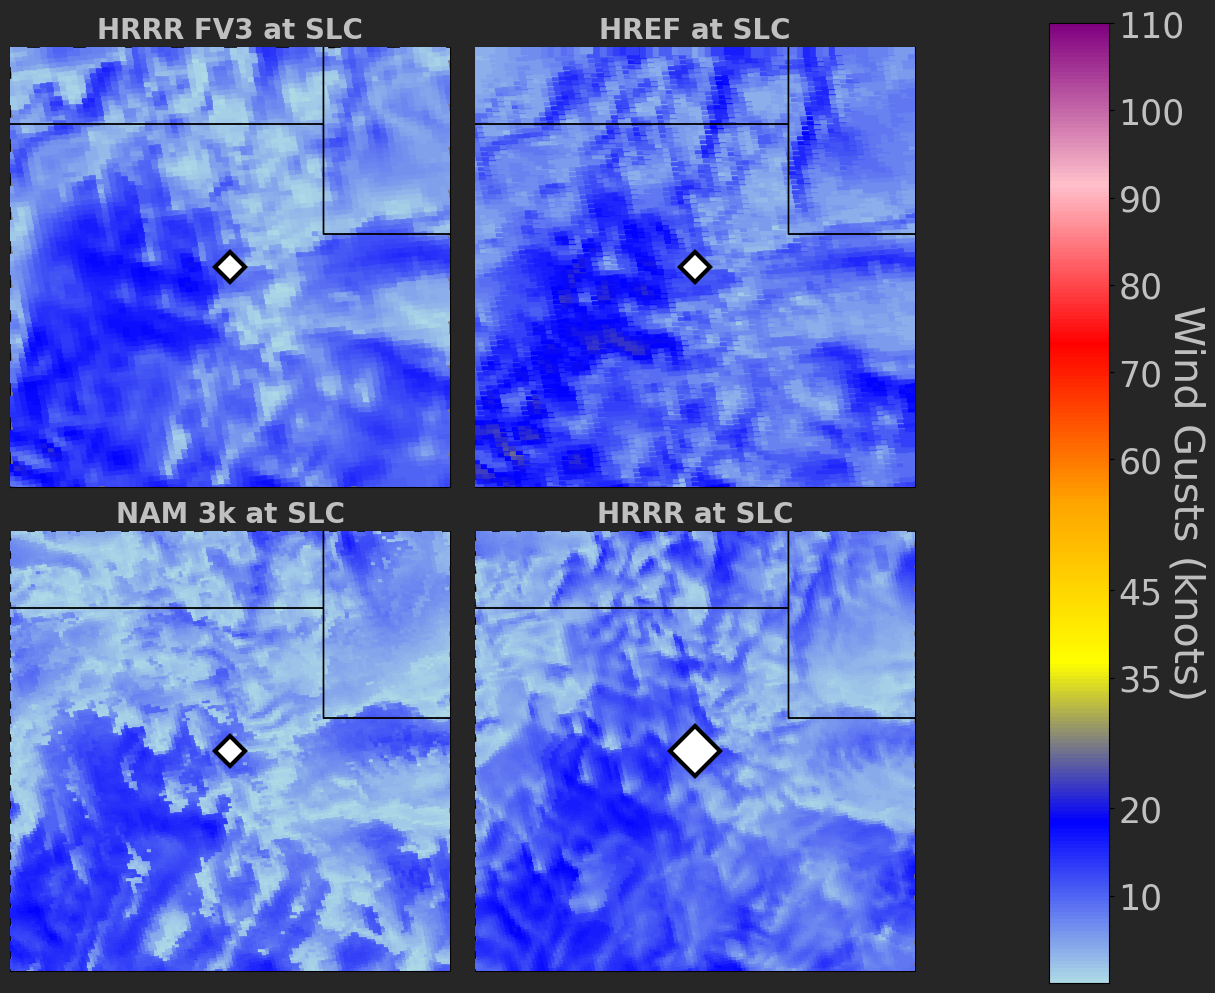 HRRR FV3 at SLC
HREF at SLC
NAM 3k at SLC
HRRR at SLC
110
100
90
80
70
60
45
35
20
10
Wind Gusts (knots)